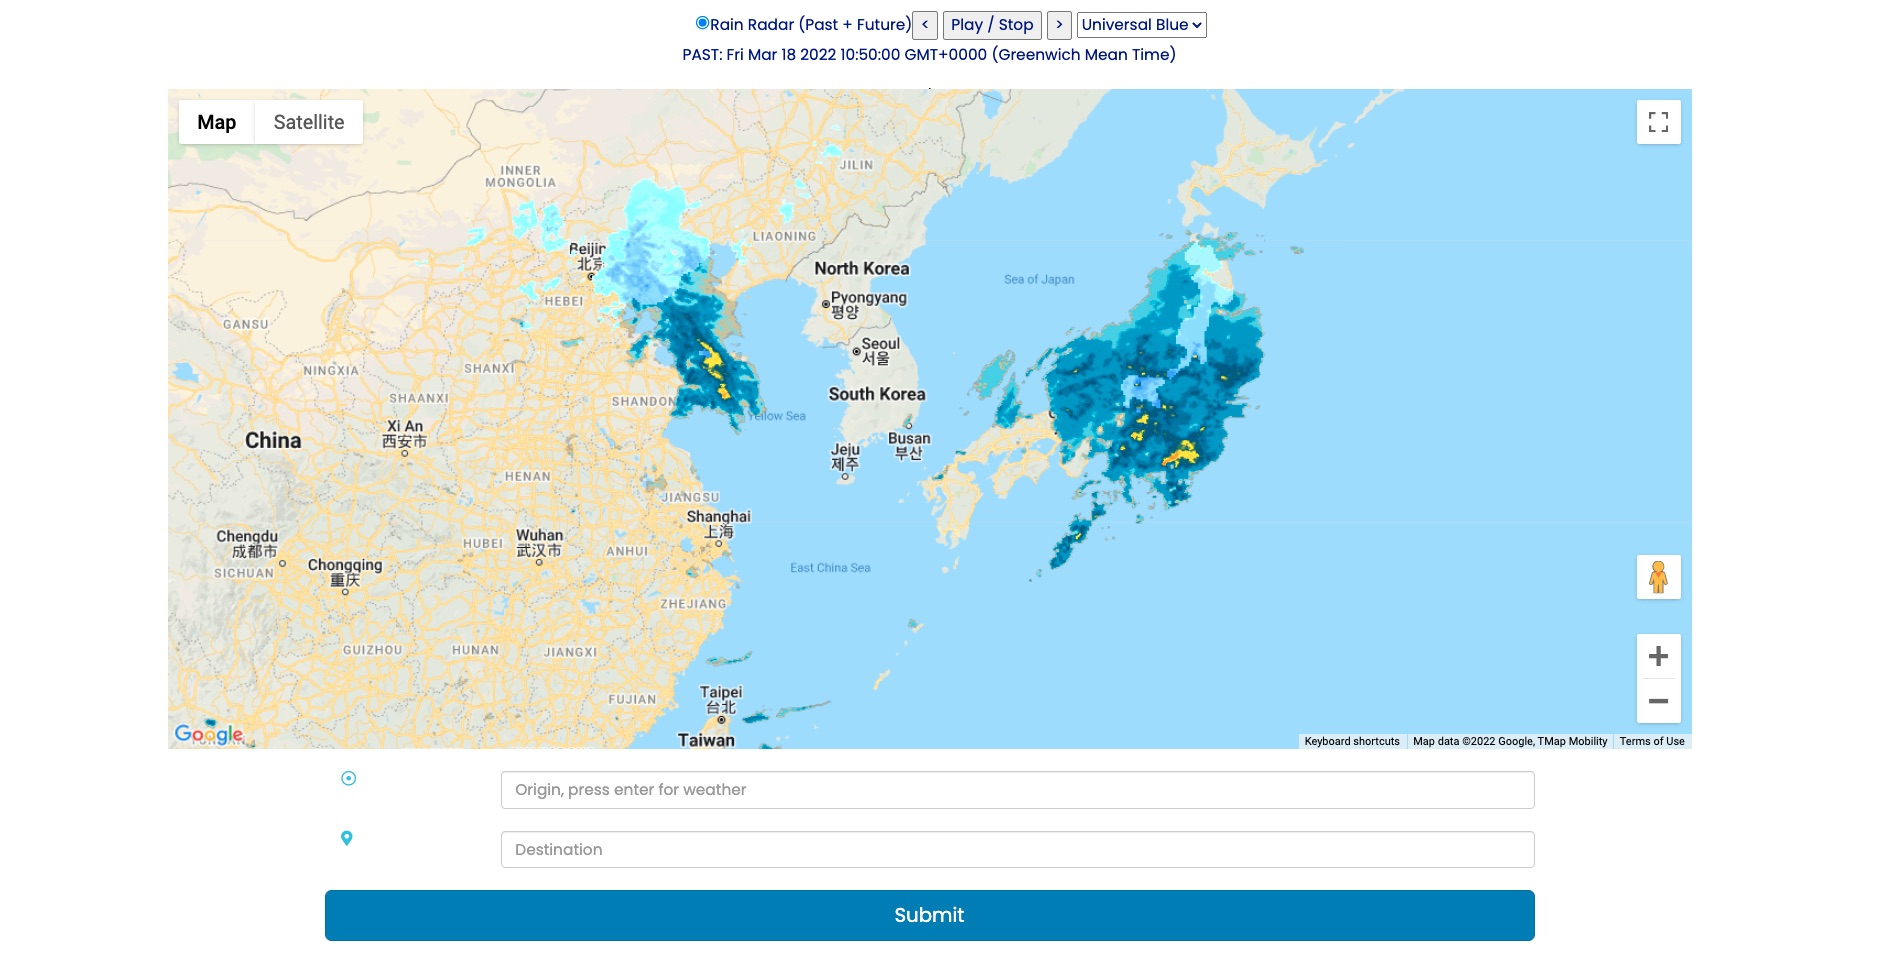 Rain Radar (Past + Future) < Play / Stop > Universal Blue
PAST: Fri Mar 18 2022 10:50:00 GMT+0000 (Greenwich Mean Time)
Map Satellite
JILIN
INNER
MONGOLIA
LIAONING
Beijin
北京
North Korea
Sea of Japan
HEBEI
Pyongyang
평양
GANSU
Seoul
서울
NINGXIA
SHANXI
SHAANXI
SHANDON
South Korea
Yellow Sea
Xi An
西安市
China
Busan
부산
Jeju
제주
HENAN
JIANGSU
Shanghai
上海
Chengdu
成都市
Wuhan
武汉市
HUBEI
ANHUI
SICHUAN
Chongqing
重庆
East China Sea
ZHEJIANG
GUIZHOU
HUNAN
JIANGXI
FUJIAN
Taipei
台北
Taiwan
Google
Keyboard shortcuts Map data ©2022 Google, TMap Mobility Terms of Use
Origin, press enter for weather
Destination
Submit